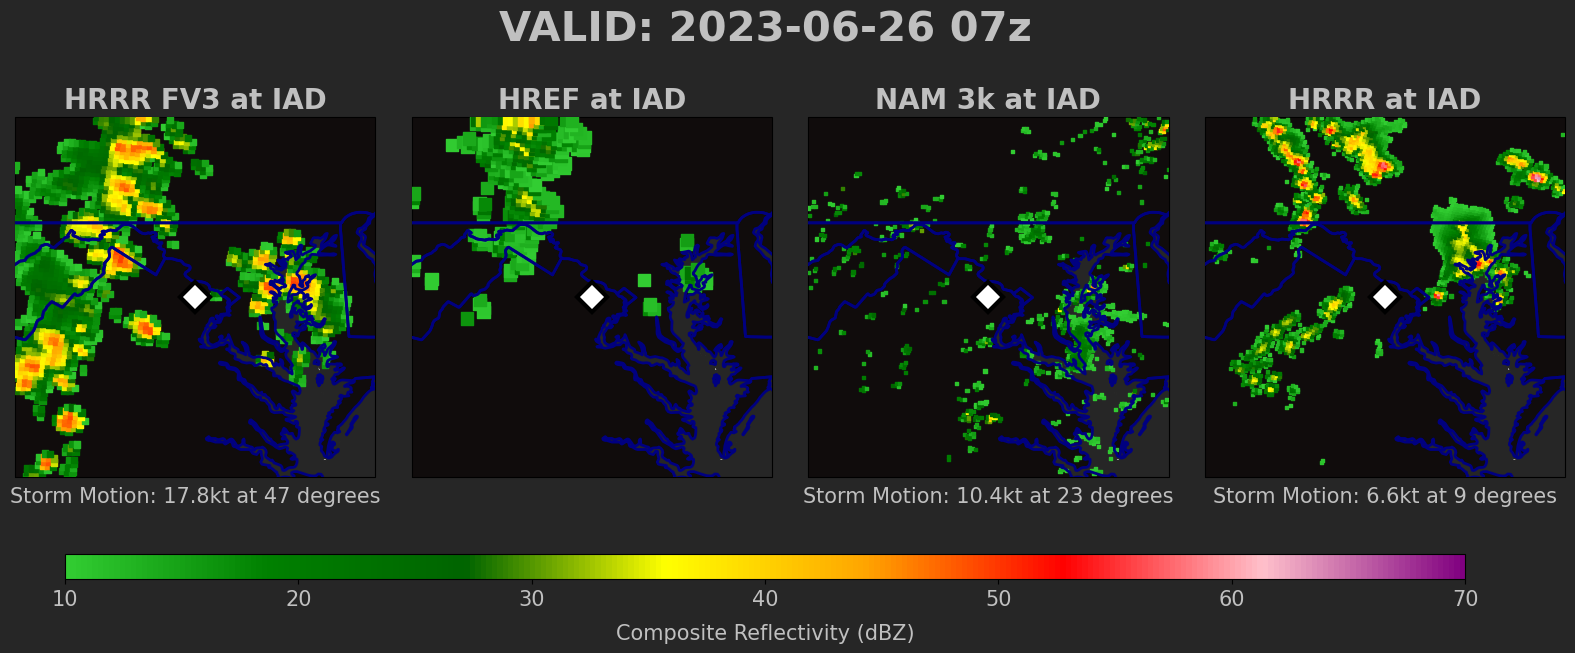 VALID: 2023-06-26 07z
HRRR FV3 at IAD
HREF at IAD
NAM 3k at IAD
HRRR at IAD
Storm Motion: 17.8kt at 47 degrees
Storm Motion: 10.4kt at 23 degrees
Storm Motion: 6.6kt at 9 degrees
10 20 30 40 50 60 70
Composite Reflectivity (dBZ)